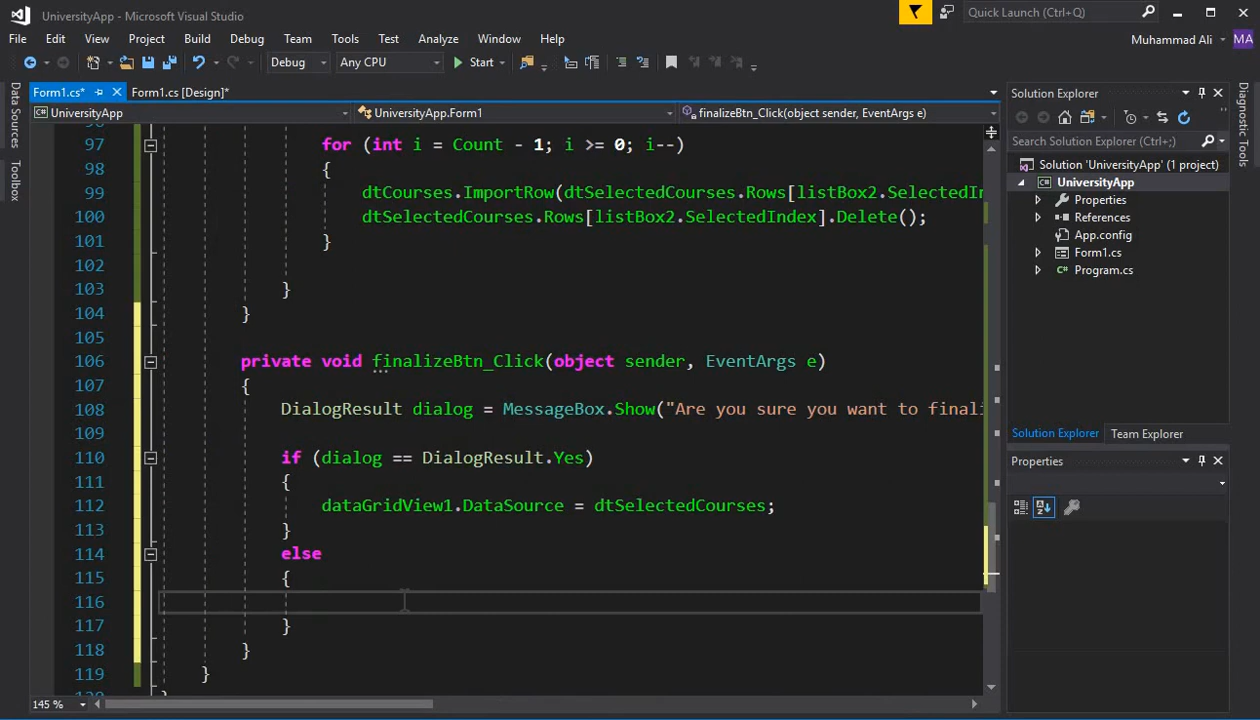 UniversityApp - Microsoft Visual Studio
Quick Launch (Ctrl+Q)
File Edit View Project Build Debug Team Tools Test Analyze Window Help
Muhammad Ali MA
Debug Any CPU Start
Data Sources
Toolbox
Form1.cs*
Form1.cs [Design]*
UniversityApp
UniversityApp.Form1
finalizeBtn_Click(object sender, EventArgs e)
96
97 for (int i = Count - 1; i >= 0; i--)
98 {
99 dtCourses.ImportRow(dtSelectedCourses.Rows[listBox2.SelectedIn
100 dtSelectedCourses.Rows[listBox2.SelectedIndex].Delete();
101 }
102
103 }
104 }
105
106 private void finalizeBtn_Click(object sender, EventArgs e)
107 {
108 DialogResult dialog = MessageBox.Show("Are you sure you want to finali
109
110 if (dialog == DialogResult.Yes)
111 {
112 dataGridView1.DataSource = dtSelectedCourses;
113 }
114 else
115 {
116
117 }
118 }
119 }
120 }
145 %
Solution Explorer
Search Solution Explorer (Ctrl+;)
Solution 'UniversityApp' (1 project)
UniversityApp
Properties
References
App.config
Form1.cs
C# Program.cs
Solution Explorer Team Explorer
Properties
Diagnostic Tools